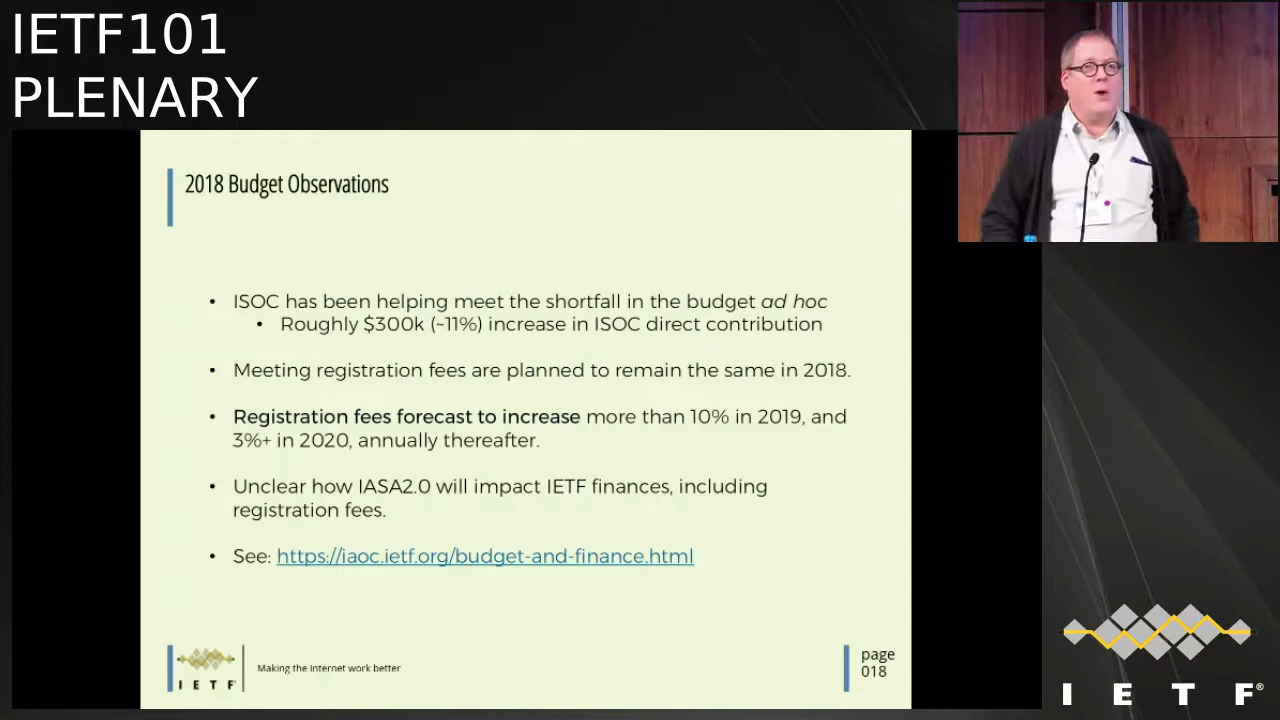 IETF101
PLENARY
2018 Budget Observations
• ISOC has been helping meet the shortfall in the budget ad hoc
• Roughly $300k (~11%) increase in ISOC direct contribution
• Meeting registration fees are planned to remain the same in 2018.
• Registration fees forecast to increase more than 10% in 2019, and
3%+ in 2020, annually thereafter.
• Unclear how IASA2.0 will impact IETF finances, including
registration fees.
• See: https://iaoc.ietf.org/budget-and-finance.html
I E T F
Making the Internet work better
page
018
I E T F®